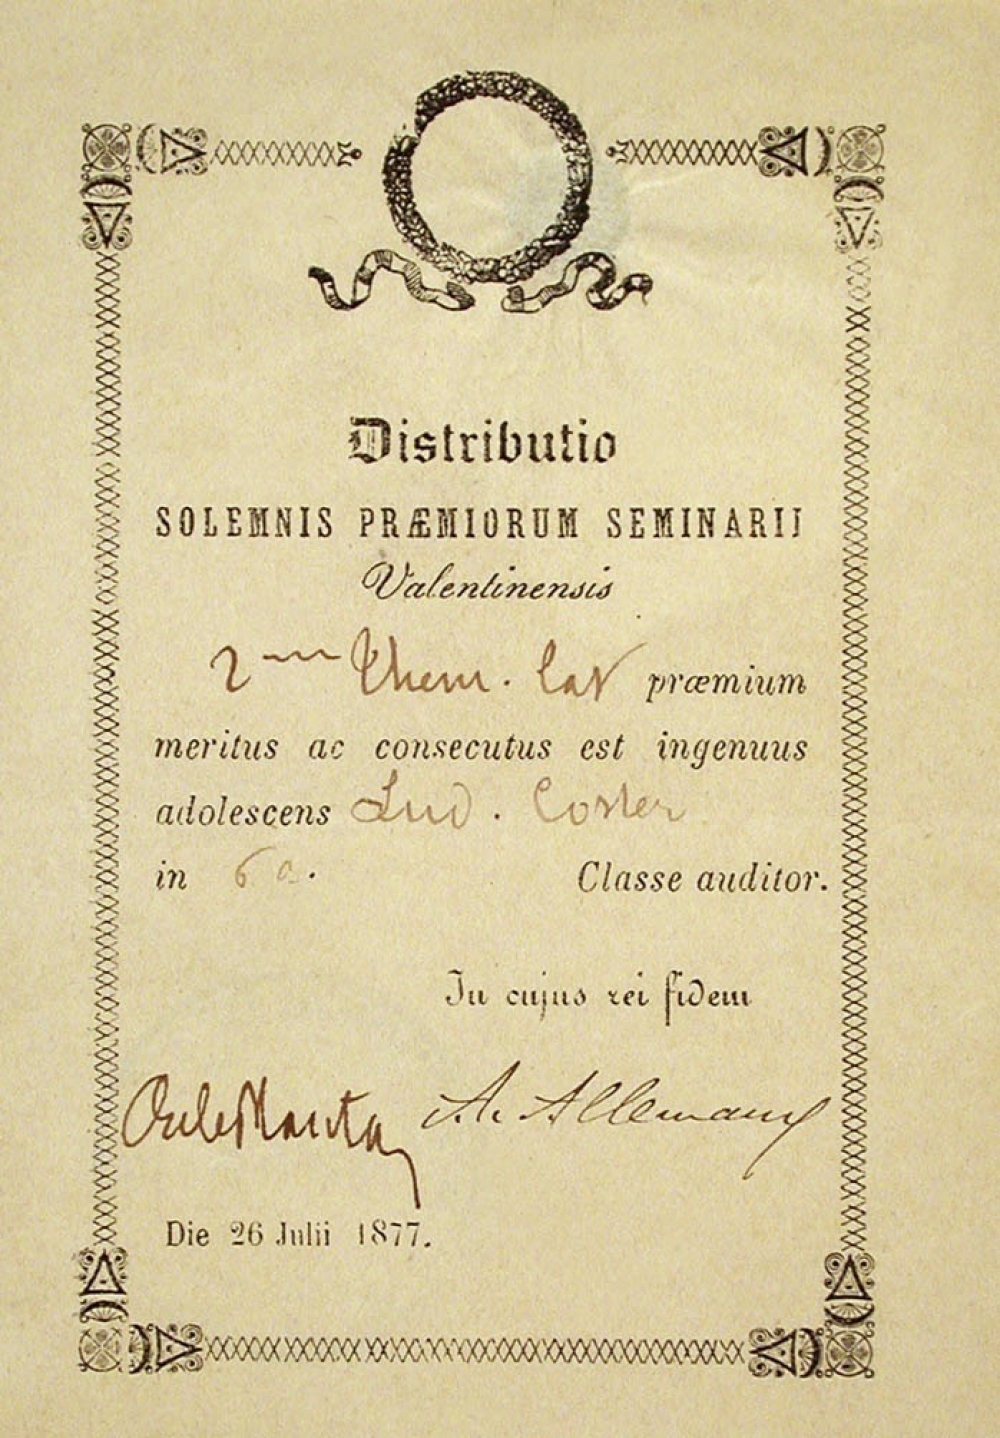 Distributio
SOLEMNIS PRÆMIORUM SEMINARIJ
Valentinensis
2um Them. Lat præmium
meritus ac consecutus est ingenuus
adolescens Lud. Coster
in 6a. Classe auditor.
In cujus rei fidem
A. Allemand
Die 26 Julii 1877.